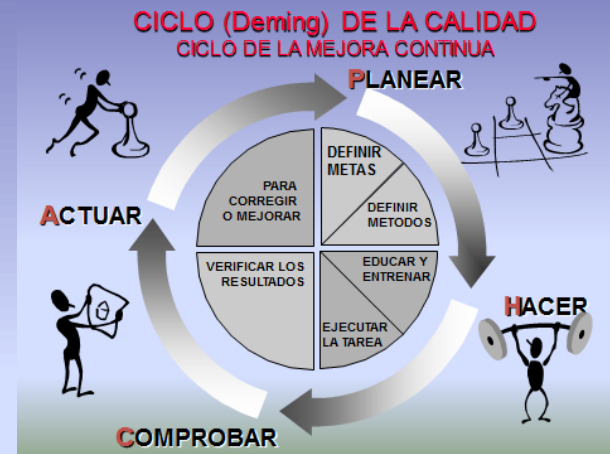 CICLO (Deming) DE LA CALIDAD
CICLO DE LA MEJORA CONTINUA
PLANEAR
DEFINIR
METAS
DEFINIR
METODOS
PARA
CORREGIR
O MEJORAR
ACTUAR
VERIFICAR LOS
RESULTADOS
EDUCAR Y
ENTRENAR
EJECUTAR
LA TAREA
HACER
COMPROBAR